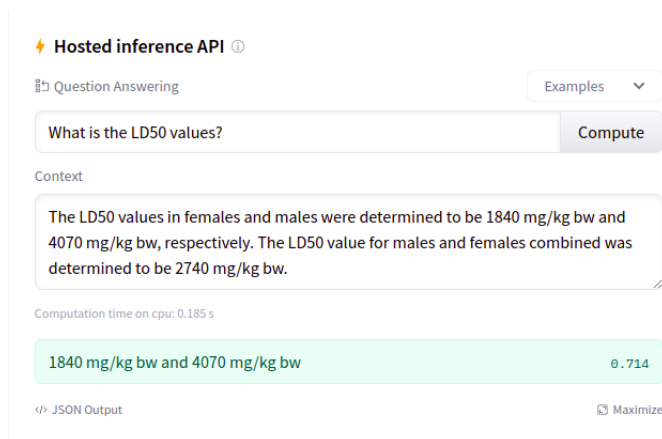 Hosted inference API
Question Answering
Examples
What is the LD50 values?
Compute
Context
The LD50 values in females and males were determined to be 1840 mg/kg bw and
4070 mg/kg bw, respectively. The LD50 value for males and females combined was
determined to be 2740 mg/kg bw.
Computation time on cpu: 0.185 s
1840 mg/kg bw and 4070 mg/kg bw
0.714
</> JSON Output
Maximize